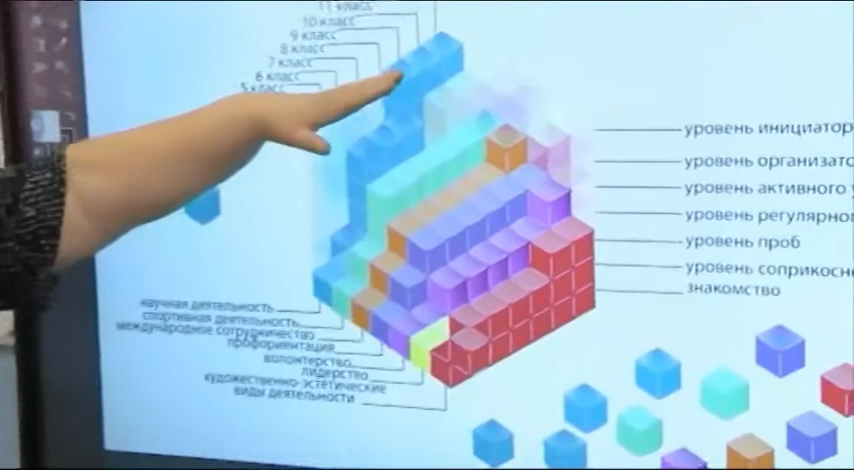 11 класс
10 класс
9 класс
8 класс
7 класс
6 класс
5 класс
уровень инициатор
уровень организато
уровень активного у
уровень регулярно
уровень проб
уровень соприкосн
знакомство
научная деятельность
спортивная деятельность
международное сотрудничество
профориентация
волонтерство
лидерство
художественно-эстетические
виды деятельности